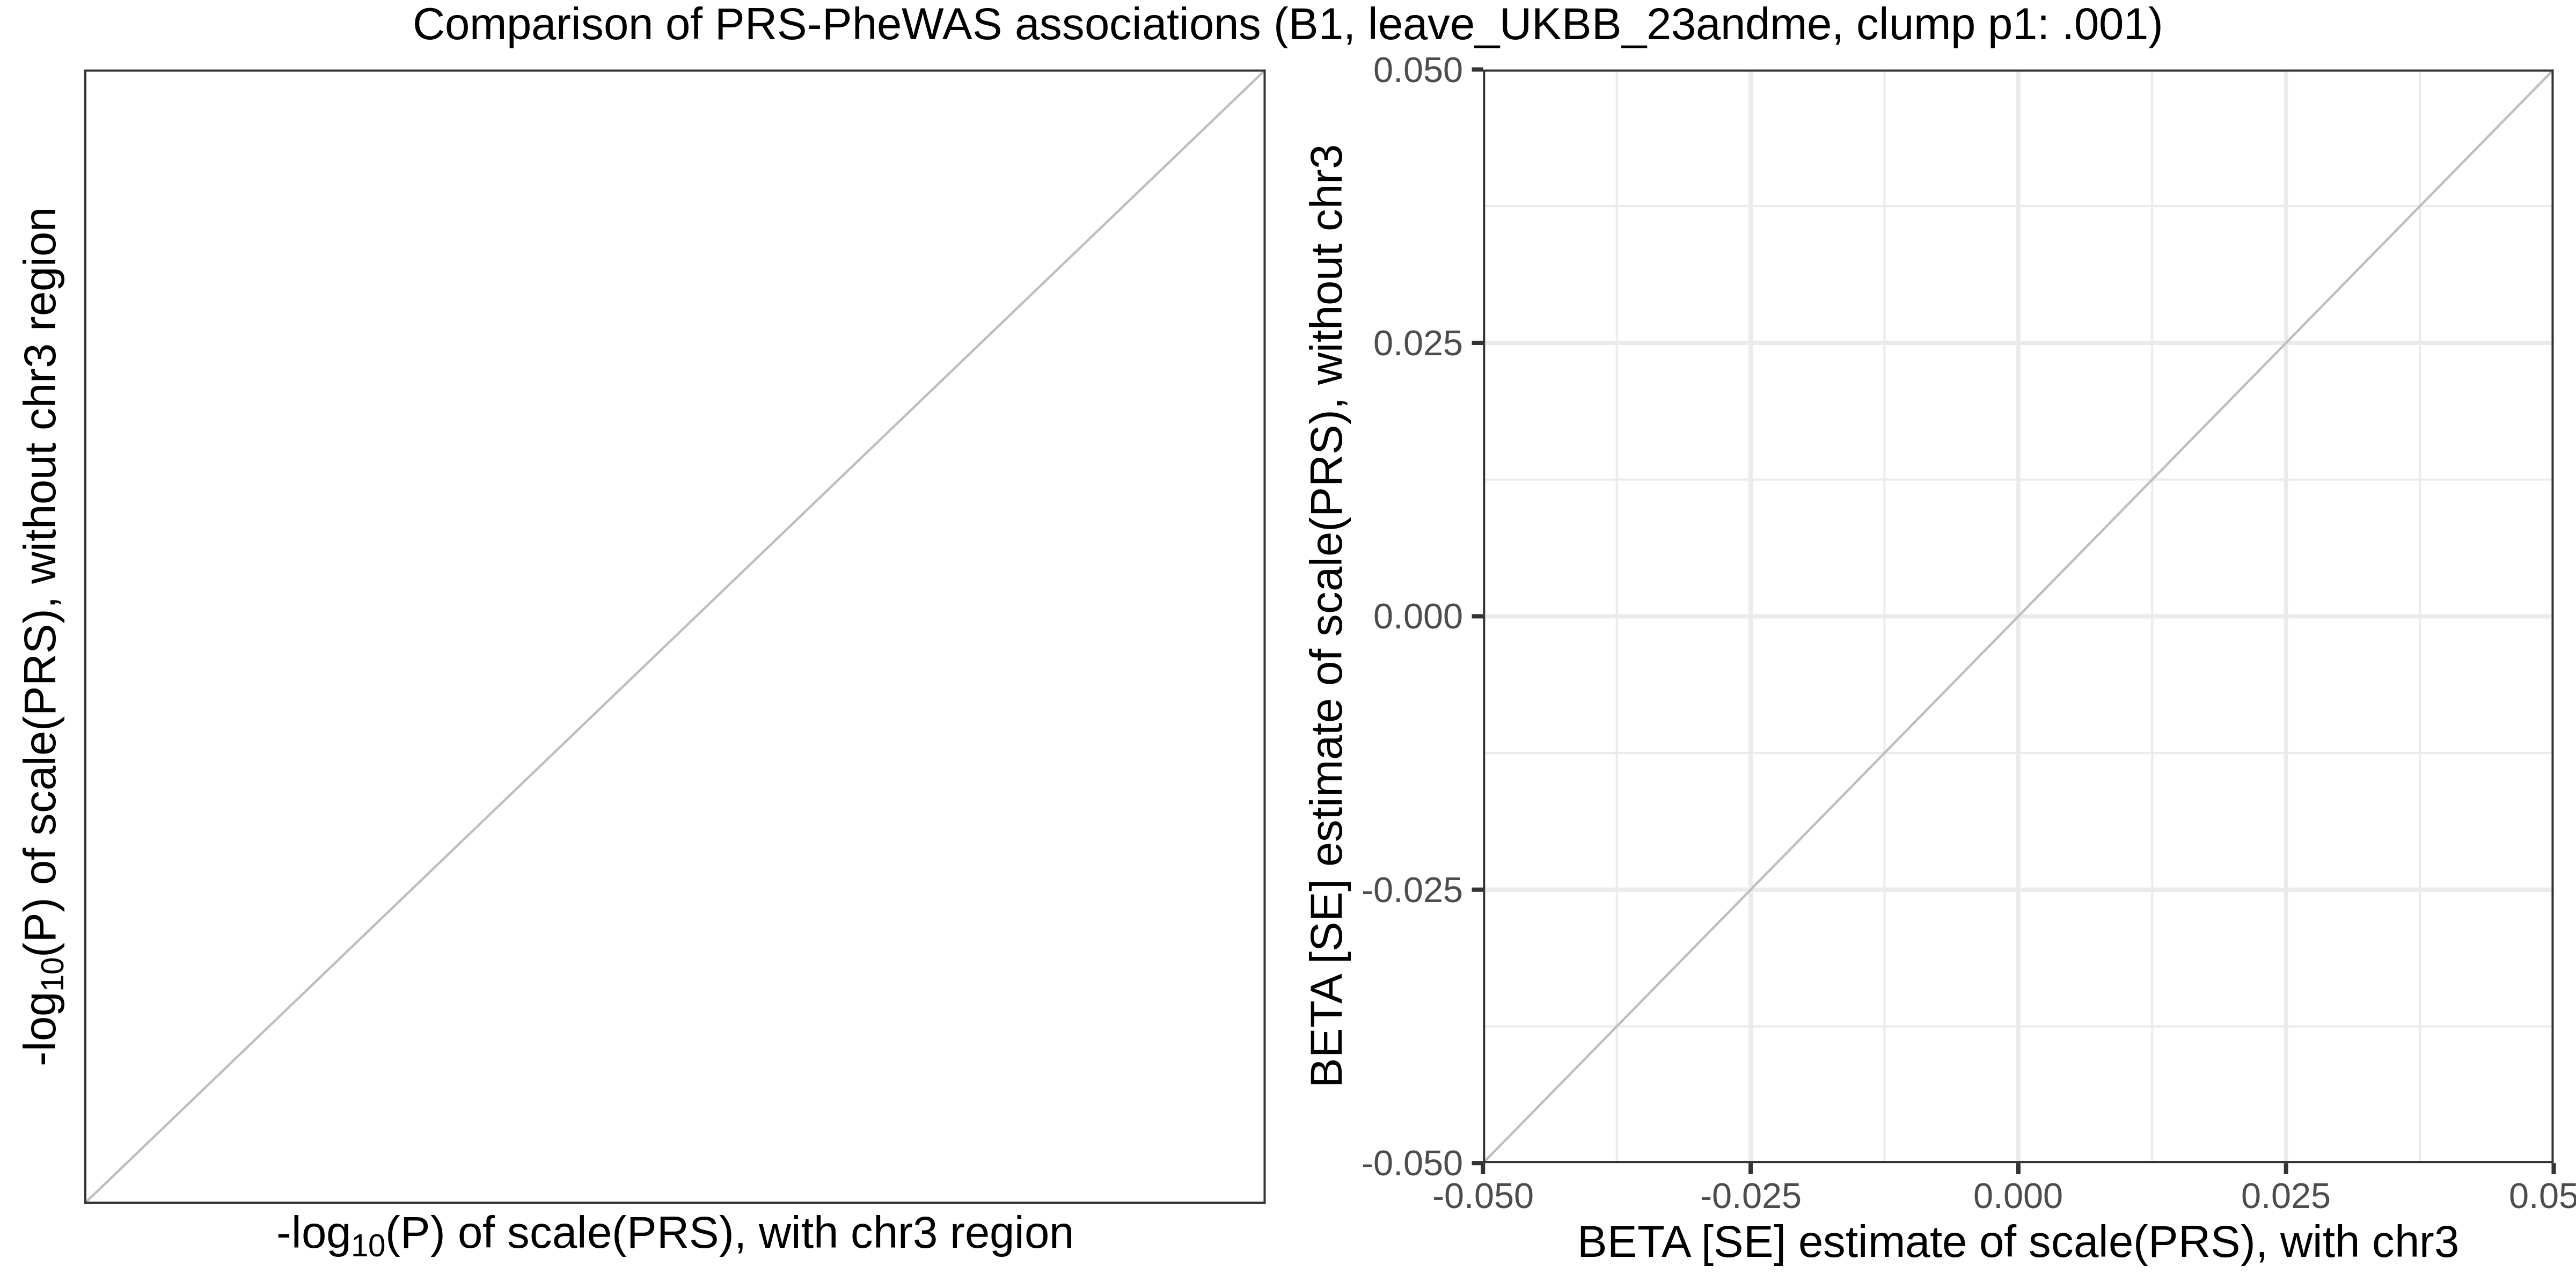 Comparison of PRS-PheWAS associations (B1, leave_UKBB_23andme, clump p1: .001)
-log10(P) of scale(PRS), without chr3 region
-log10(P) of scale(PRS), with chr3 region
BETA [SE] estimate of scale(PRS), without chr3
0.050
0.025
0.000
-0.025
-0.050
-0.050 -0.025 0.000 0.025 0.05
BETA [SE] estimate of scale(PRS), with chr3